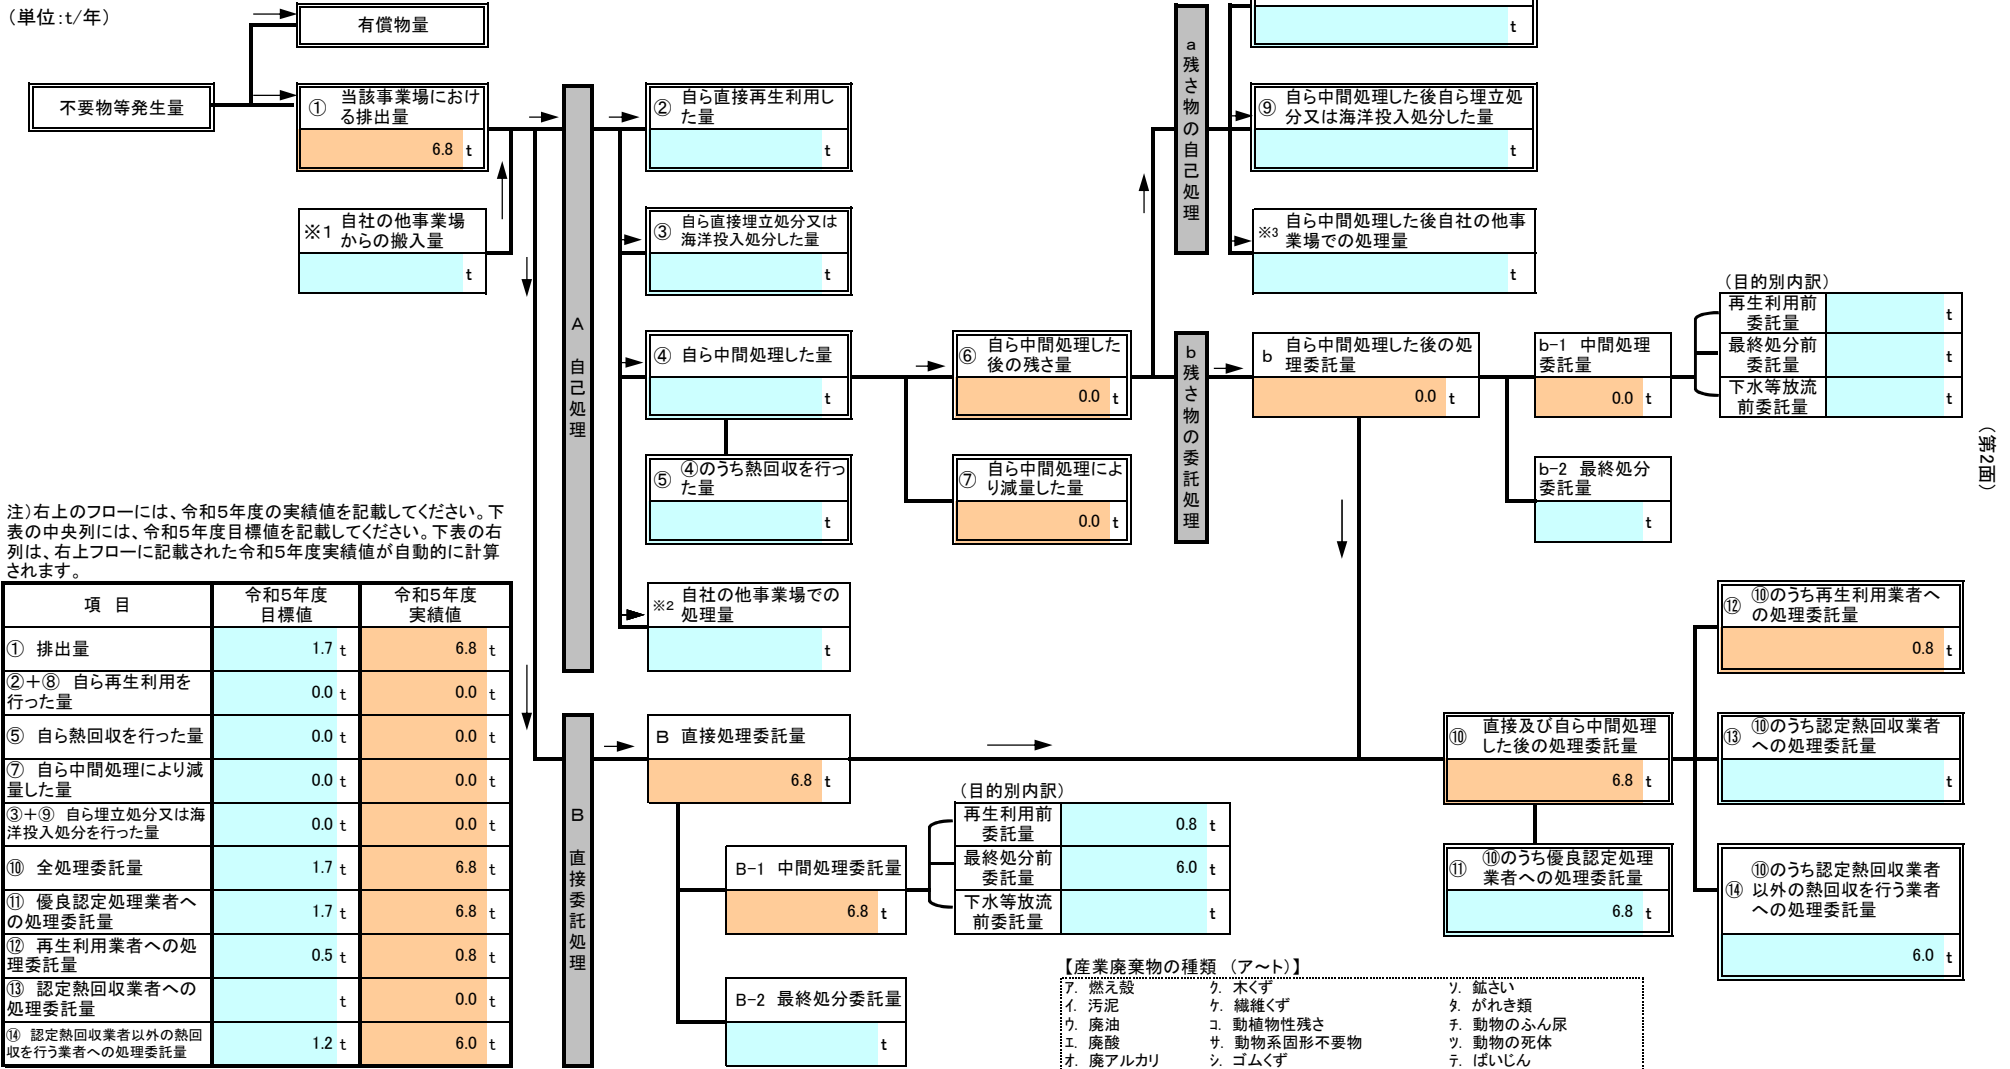 （単位:t/年）
有償物量
不要物等発生量
① 当該事業場におけ
る排出量
6.8 t
※1 自社の他事業場
からの搬入量
t
A 自己処理
② 自ら直接再生利用し
た量
t
③ 自ら直接埋立処分又は
海洋投入処分した量
t
④ 自ら中間処理した量
t
⑤ ④のうち熱回収を行っ
た量
t
※2 自社の他事業場での
処理量
t
⑥ 自ら中間処理した
後の残さ量
0.0 t
⑦ 自ら中間処理によ
り減量した量
0.0 t
a 残さ物の自己処理
t
⑨ 自ら中間処理した後自ら埋立処
分又は海洋投入処分した量
t
※3 自ら中間処理した後自社の他事
業場での処理量
t
b 残さ物の委託処理
b 自ら中間処理した後の処
理委託量
0.0 t
b-1 中間処理
委託量
0.0 t
b-2 最終処分
委託量
t
（目的別内訳）
再生利用前
委託量
t
最終処分前
委託量
t
下水等放流
前委託量
t
（第2面）
注）右上のフローには、令和5年度の実績値を記載してください。下
表の中央列には、令和5年度目標値を記載してください。下表の右
列は、右上フローに記載された令和5年度実績値が自動的に計算
されます。
項 目
令和5年度
目標値
令和5年度
実績値
① 排出量 1.7 t 6.8 t
②＋⑧ 自ら再生利用を
行った量 0.0 t 0.0 t
⑤ 自ら熱回収を行った量 0.0 t 0.0 t
⑦ 自ら中間処理により減
量した量 0.0 t 0.0 t
③＋⑨ 自ら埋立処分又は海
洋投入処分を行った量 0.0 t 0.0 t
⑩ 全処理委託量 1.7 t 6.8 t
⑪ 優良認定処理業者へ
の処理委託量 1.7 t 6.8 t
⑫ 再生利用業者への処
理委託量 0.5 t 0.8 t
⑬ 認定熱回収業者への
処理委託量 t 0.0 t
⑭ 認定熱回収業者以外の熱回
収を行う業者への処理委託量 1.2 t 6.0 t
B 直接委託処理
B 直接処理委託量
6.8 t
B-1 中間処理委託量
6.8 t
B-2 最終処分委託量
t
（目的別内訳）
再生利用前
委託量
0.8 t
最終処分前
委託量
6.0 t
下水等放流
前委託量
t
⑩ 直接及び自ら中間処理
した後の処理委託量
6.8 t
⑪ ⑩のうち優良認定処理
業者への処理委託量
6.8 t
⑫ ⑩のうち再生利用業者へ
の処理委託量
0.8 t
⑬ ⑩のうち認定熱回収業者
への処理委託量
t
⑭ ⑩のうち認定熱回収業者
以外の熱回収を行う業者
への処理委託量
6.0 t
【産業廃棄物の種類 （ア～ト）】
ア. 燃え殻 ク. 木くず ソ. 鉱さい
イ. 汚泥 ケ. 繊維くず タ. がれき類
ウ. 廃油 コ. 動植物性残さ チ. 動物のふん尿
エ. 廃酸 サ. 動物系固形不要物 ツ. 動物の死体
オ. 廃アルカリ シ. ゴムくず テ. ばいじん